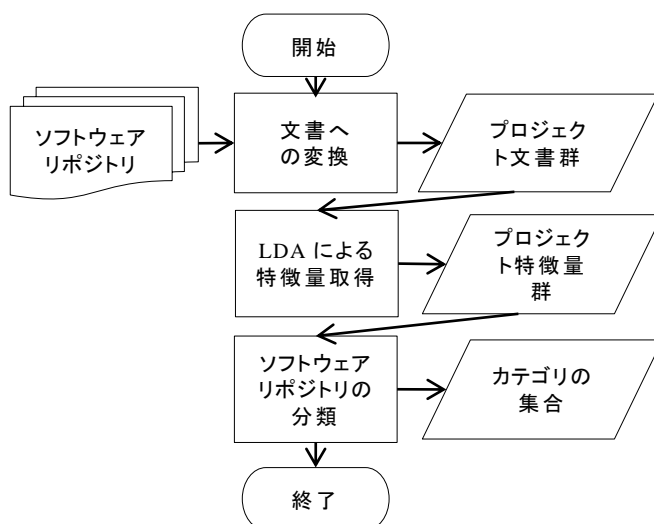 開始
ソフトウェア
リポジトリ
文書へ
の変換
プロジェク
ト文書群
LDA による
特徴量取得
プロジェク
ト特徴量
群
ソフトウェア
リポジトリの
分類
カテゴリの
集合
終了